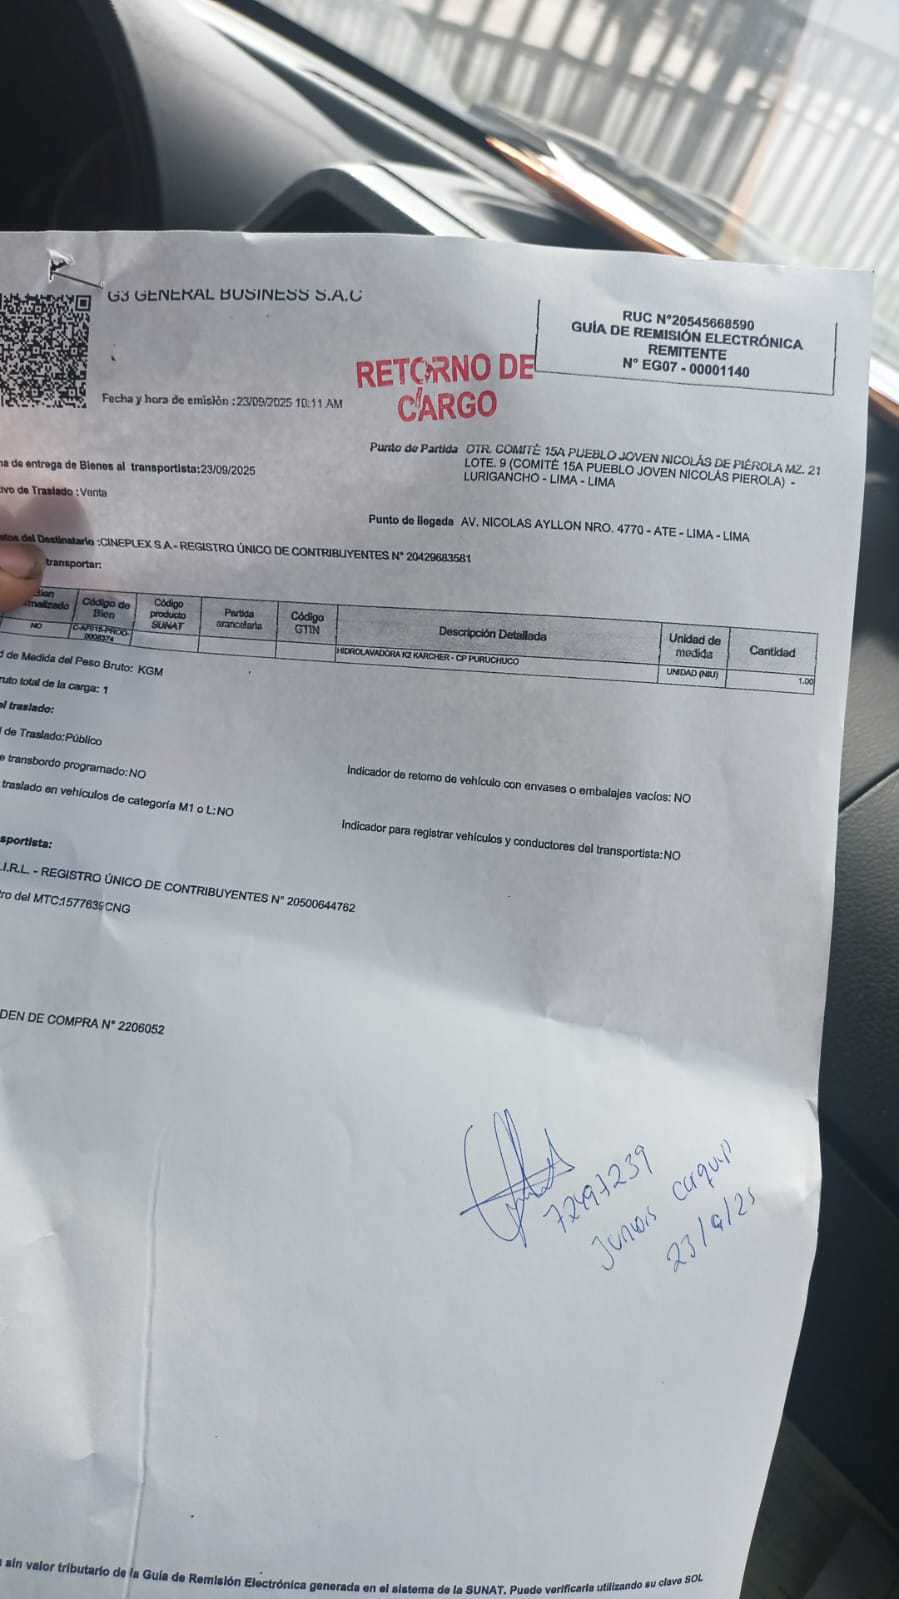 G3 GENERAL BUSINESS S.A.C
RUC N°20545668590
GUÍA DE REMISIÓN ELECTRÓNICA
REMITENTE
N° EG07 - 00001140
RETORNO DE
CARGO
Fecha y hora de emisión :23/09/2025 10:11 AM
de entrega de Bienes al transportista:23/09/2025
Punto de Partida OTR. COMITÉ 15A PUEBLO JOVEN NICOLÁS DE PIÉROLA MZ. 21
LOTE. 9 (COMITÉ 15A PUEBLO JOVEN NICOLÁS PIEROLA) -
LURIGANCHO - LIMA - LIMA
ivo de Traslado :Venta
Punto de llegada AV. NICOLAS AYLLON NRO. 4770 - ATE - LIMA - LIMA
atos del Destinatario :CINEPLEX S.A - REGISTRO ÚNICO DE CONTRIBUYENTES N° 20429683581
transportar:
Bien
malizado
Código de
Bien
Código
producto
SUNAT
Partida
arancelaria
Código
GTIN
Descripción Detallada
Unidad de
medida
Cantidad
NO
HIDROLAVADORA K2 KARCHER - CP PURUCHUCO
UNIDAD (NIU)
1.00
d de Medida del Peso Bruto: KGM
ruto total de la carga: 1
el traslado:
l de Traslado:Público
e transbordo programado:NO
Indicador de retorno de vehículo con envases o embalajes vacíos: NO
traslado en vehículos de categoría M1 o L:NO
Indicador para registrar vehículos y conductores del transportista:NO
sportista:
.I.R.L. - REGISTRO ÚNICO DE CONTRIBUYENTES N° 20500644762
tro del MTC:1577639CNG
DEN DE COMPRA N° 2206052
72497239
23/9/25
sin valor tributario de la Guía de Remisión Electrónica generada en el sistema de la SUNAT. Puede verificarla utilizando su clave SOL